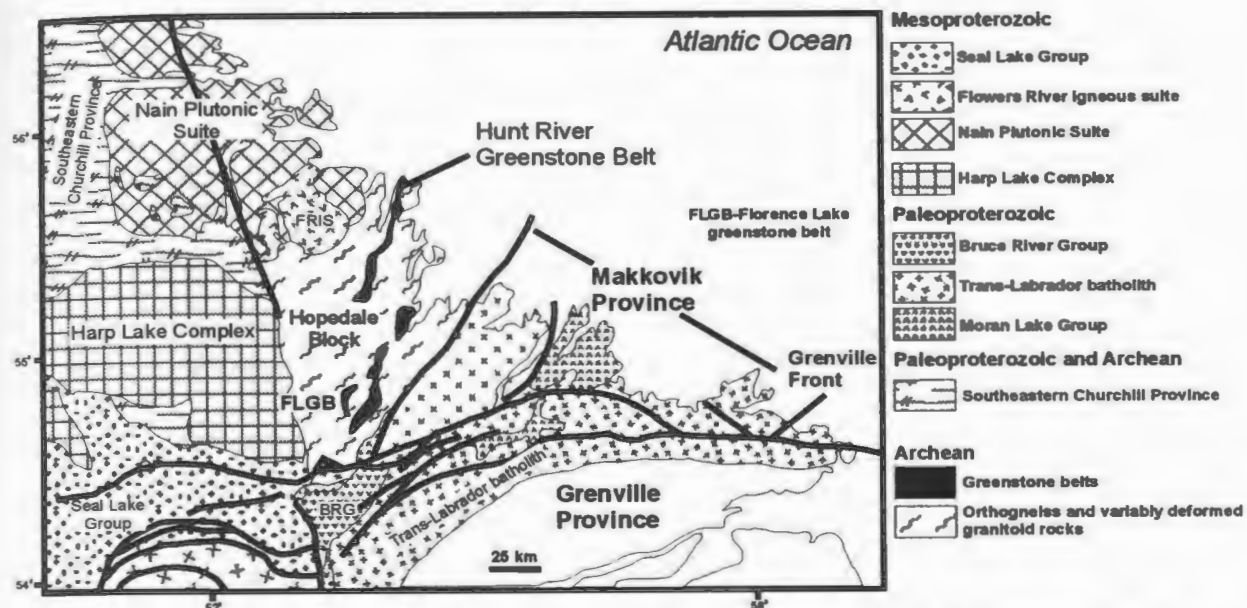 Atlantic Ocean
Nain Plutonic
Suite
Southeastern
Churchill Province
56°
Hunt River
Greenstone Belt
FRIS
FLGB-Florence Lake
greenstone belt
Makkovik
Province
Harp Lake Complex
Hopedale
Block
55°
Grenville
Front
FLGB
Seal Lake
Group
BRG
Trans-Labrador batholith
Grenville
Province
25 km
54°
Mesoproterozoic
Seal Lake Group
Flowers River igneous suite
Nain Plutonic Suite
Harp Lake Complex
Paleoproterozoic
Bruce River Group
Trans-Labrador batholith
Moran Lake Group
Paleoproterozoic and Archean
Southeastern Churchill Province
Archean
Greenstone belts
Orthogneiss and variably deformed
granitoid rocks